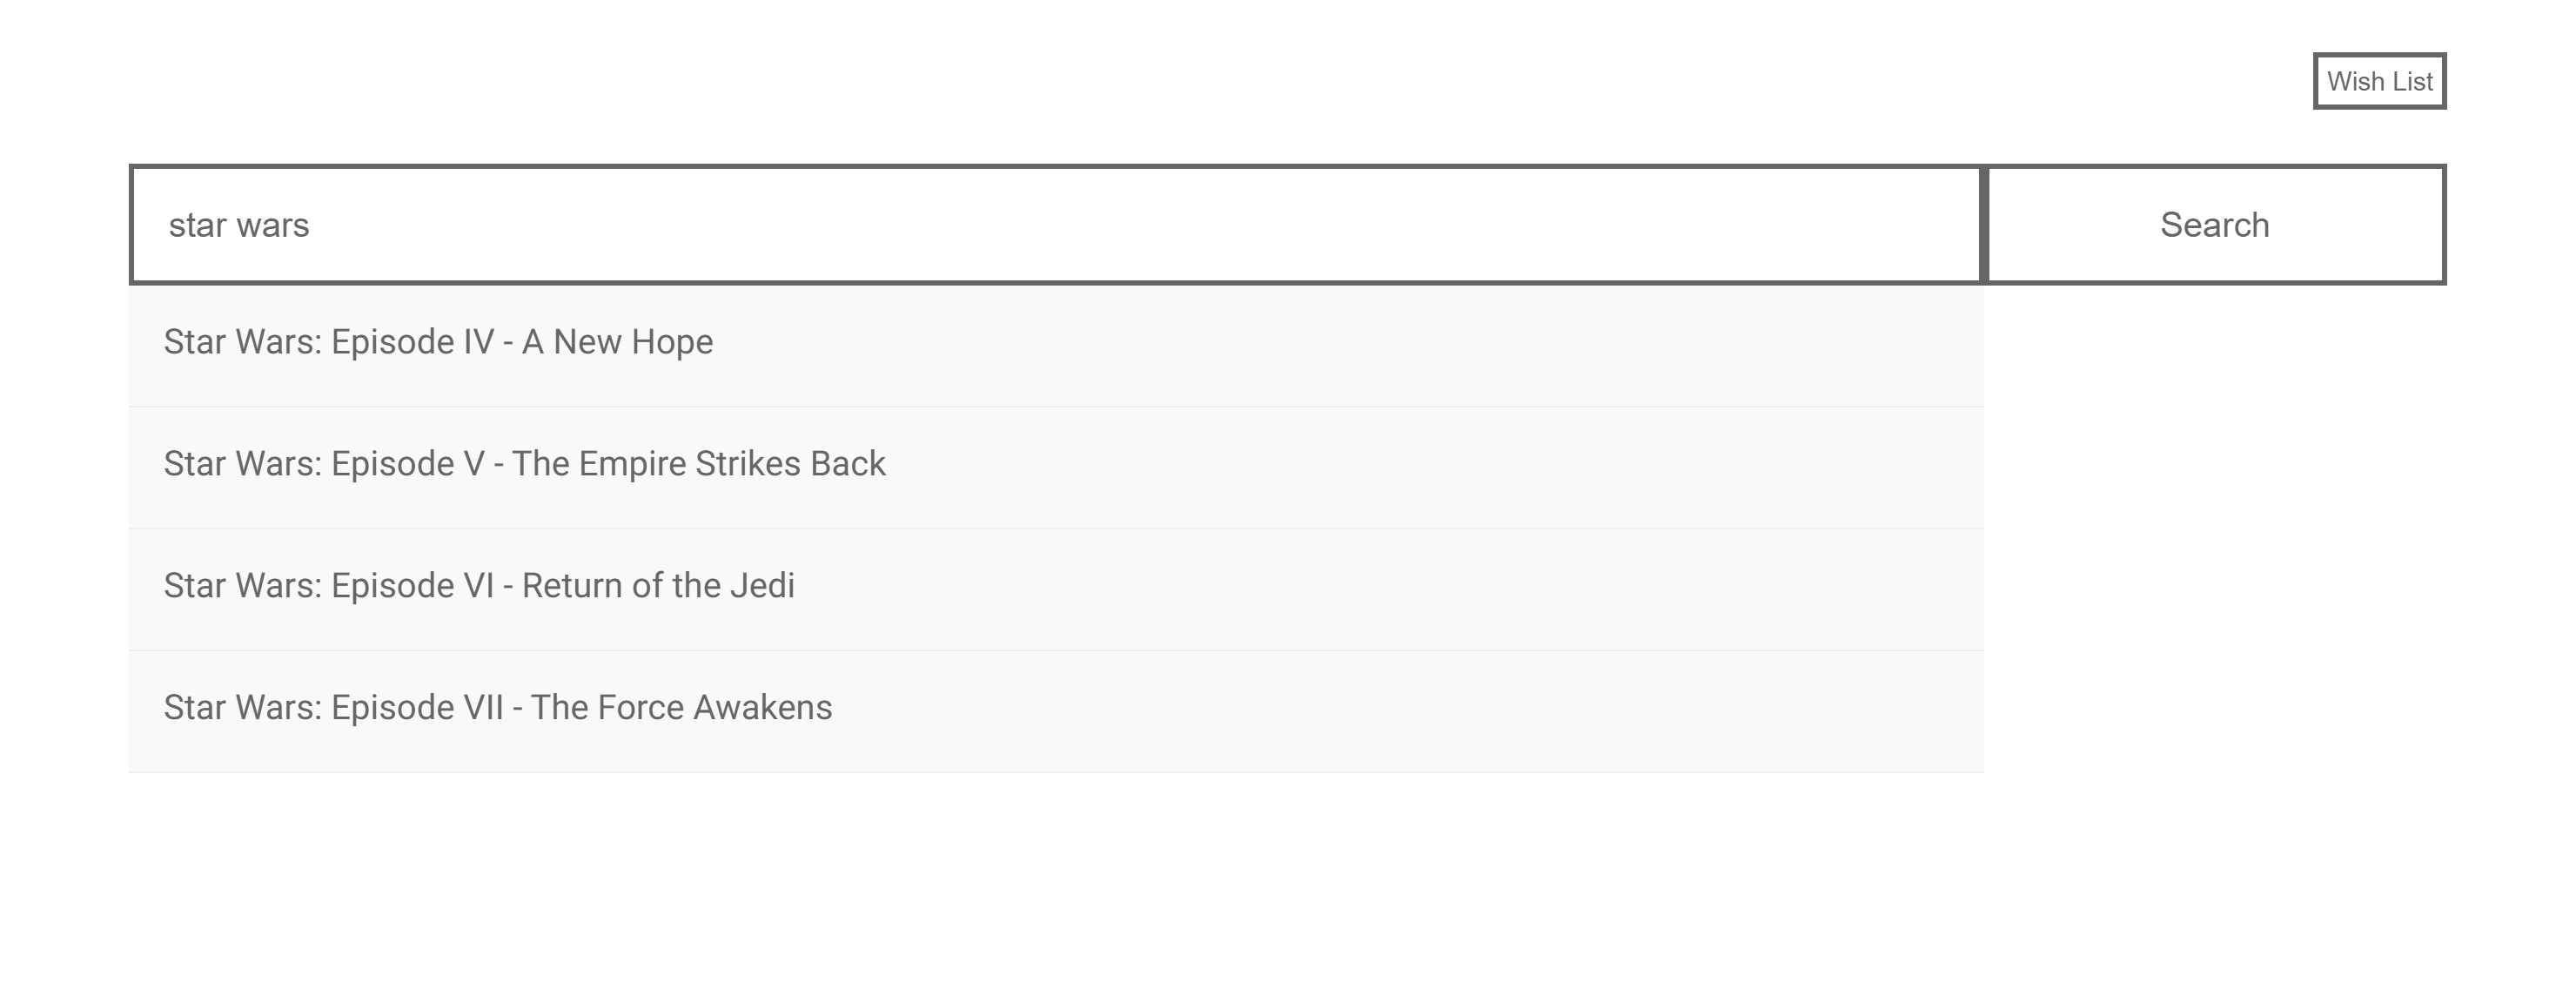 Wish List
star wars
Search
Star Wars: Episode IV - A New Hope
Star Wars: Episode V - The Empire Strikes Back
Star Wars: Episode VI - Return of the Jedi
Star Wars: Episode VII - The Force Awakens